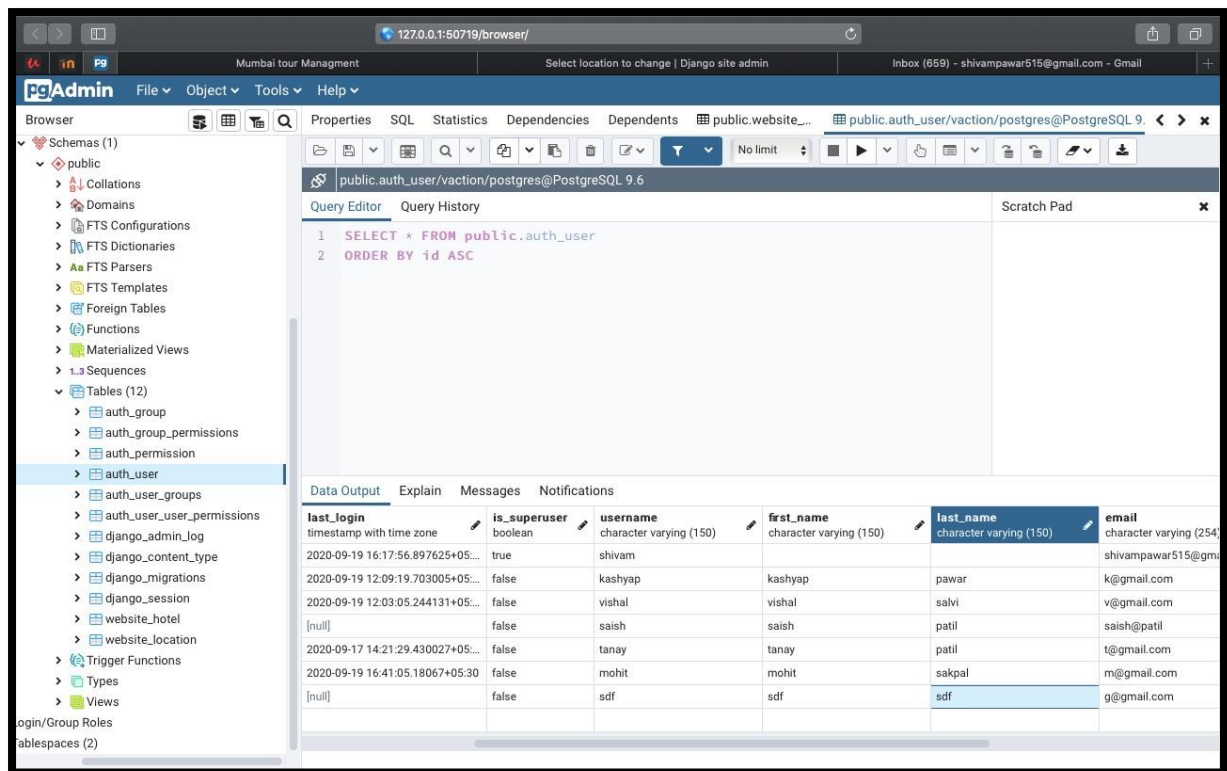 127.0.0.1:50719/browser/
in Pg Mumbai tour Managment Select location to change | Django site admin Inbox (659) - shivampawar515@gmail.com - Gmail
pgAdmin File Object Tools Help
Browser Properties SQL Statistics Dependencies Dependents public.website_... public.auth_user/vaction/postgres@PostgreSQL 9.
Schemas (1)
public
Collations
Domains
FTS Configurations
FTS Dictionaries
Aa FTS Parsers
FTS Templates
Foreign Tables
Functions
Materialized Views
1..3 Sequences
Tables (12)
auth_group
auth_group_permissions
auth_permission
auth_user
auth_user_groups
auth_user_user_permissions
django_admin_log
django_content_type
django_migrations
django_session
website_hotel
website_location
Trigger Functions
Types
Views
Login/Group Roles
Tablespaces (2)
No limit
public.auth_user/vaction/postgres@PostgreSQL 9.6
Query Editor Query History Scratch Pad
1 SELECT * FROM public.auth_user
2 ORDER BY id ASC
Data Output Explain Messages Notifications
last_login is_superuser username first_name last_name email
timestamp with time zone boolean character varying (150) character varying (150) character varying (150) character varying (254)
2020-09-19 16:17:56.897625+05:... true shivam shivampawar515@gma
2020-09-19 12:09:19.703005+05:... false kashyap kashyap pawar k@gmail.com
2020-09-19 12:03:05.244131+05:... false vishal vishal salvi v@gmail.com
[null] false saish saish patil saish@patil
2020-09-17 14:21:29.430027+05:... false tanay tanay patil t@gmail.com
2020-09-19 16:41:05.18067+05:30 false mohit mohit sakpal m@gmail.com
[null] false sdf sdf sdf g@gmail.com